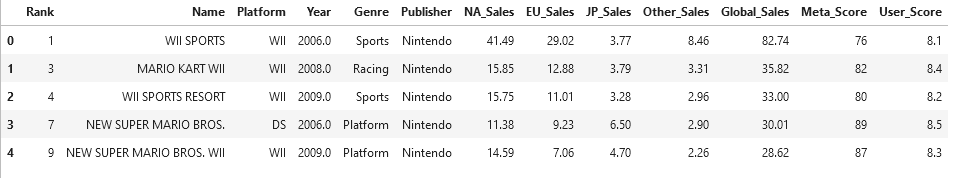 Rank Name Platform Year Genre Publisher NA_Sales EU_Sales JP_Sales Other_Sales Global_Sales Meta_Score User_Score
0 1 WII SPORTS WII 2006.0 Sports Nintendo 41.49 29.02 3.77 8.46 82.74 76 8.1
1 3 MARIO KART WII WII 2008.0 Racing Nintendo 15.85 12.88 3.79 3.31 35.82 82 8.4
2 4 WII SPORTS RESORT WII 2009.0 Sports Nintendo 15.75 11.01 3.28 2.96 33.00 80 8.2
3 7 NEW SUPER MARIO BROS. DS 2006.0 Platform Nintendo 11.38 9.23 6.50 2.90 30.01 89 8.5
4 9 NEW SUPER MARIO BROS. WII WII 2009.0 Platform Nintendo 14.59 7.06 4.70 2.26 28.62 87 8.3